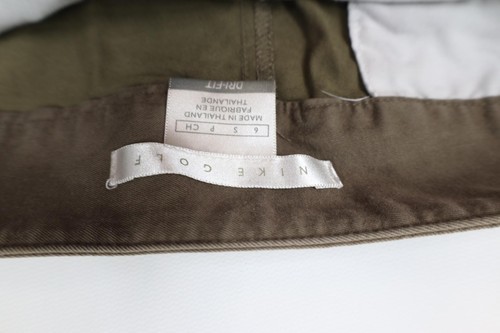 NIKE GOLF
6 S P CH
MADE IN THAILAND
FABRIQUE EN
THAILANDE
DRI-FIT